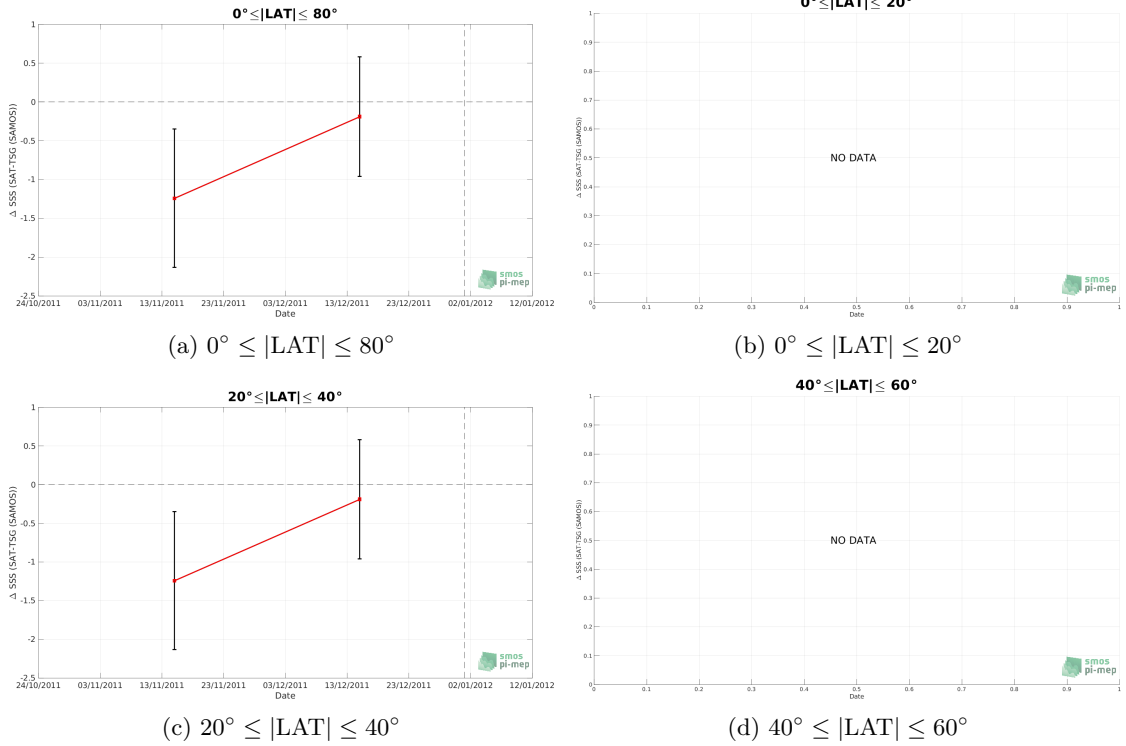 0°≤|LAT|≤ 80°
1
0.5
0
-0.5
-1
-1.5
-2
-2.5
Δ SSS (SAT-TSG (SAMOS))
24/10/2011 03/11/2011 13/11/2011 23/11/2011 03/12/2011 13/12/2011 23/12/2011 02/01/2012 12/01/2012
Date
smos
pi-mep
(a) 0° ≤ |LAT| ≤ 80°
0°≤|LAT|≤ 20°
1
0.9
0.8
0.7
0.6
0.5
0.4
0.3
0.2
0.1
0
Δ SSS (SAT-TSG (SAMOS))
NO DATA
0 0.1 0.2 0.3 0.4 0.5 0.6 0.7 0.8 0.9 1
Date
smos
pi-mep
(b) 0° ≤ |LAT| ≤ 20°
20°≤|LAT|≤ 40°
1
0.5
0
-0.5
-1
-1.5
-2
-2.5
Δ SSS (SAT-TSG (SAMOS))
24/10/2011 03/11/2011 13/11/2011 23/11/2011 03/12/2011 13/12/2011 23/12/2011 02/01/2012 12/01/2012
Date
smos
pi-mep
(c) 20° ≤ |LAT| ≤ 40°
40°≤|LAT|≤ 60°
1
0.9
0.8
0.7
0.6
0.5
0.4
0.3
0.2
0.1
0
Δ SSS (SAT-TSG (SAMOS))
NO DATA
0 0.1 0.2 0.3 0.4 0.5 0.6 0.7 0.8 0.9 1
Date
smos
pi-mep
(d) 40° ≤ |LAT| ≤ 60°